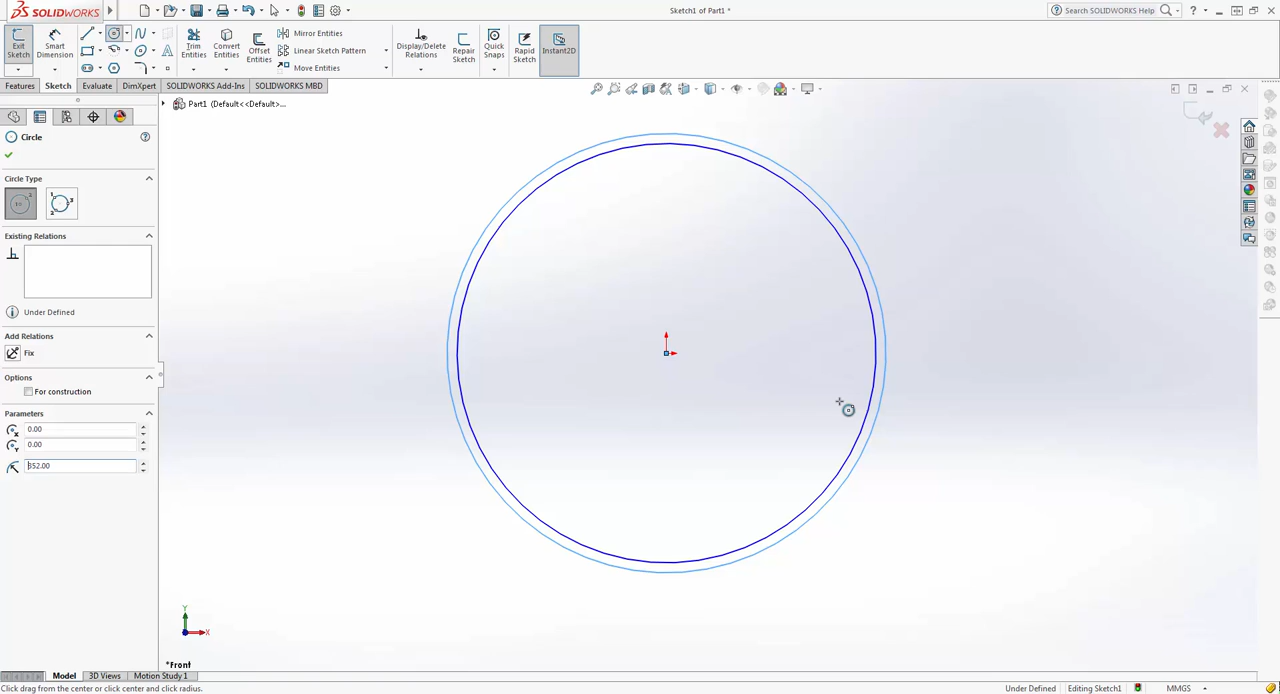 SOLIDWORKS
Sketch1 of Part1 *
Search SOLIDWORKS Help
Exit Sketch
Smart Dimension
Trim Entities
Convert Entities
Offset Entities
Mirror Entities
Linear Sketch Pattern
Move Entities
Display/Delete Relations
Repair Sketch
Quick Snaps
Rapid Sketch
Instant2D
Features
Sketch
Evaluate
DimXpert
SOLIDWORKS Add-Ins
SOLIDWORKS MBD
Part1 (Default<<Default>...
Circle
Circle Type
Existing Relations
Under Defined
Add Relations
Fix
Options
For construction
Parameters
0.00
0.00
352.00
Y
X
*Front
Model
3D Views
Motion Study 1
Click drag from the center or click center and click radius.
Under Defined
Editing Sketch1
MMGS